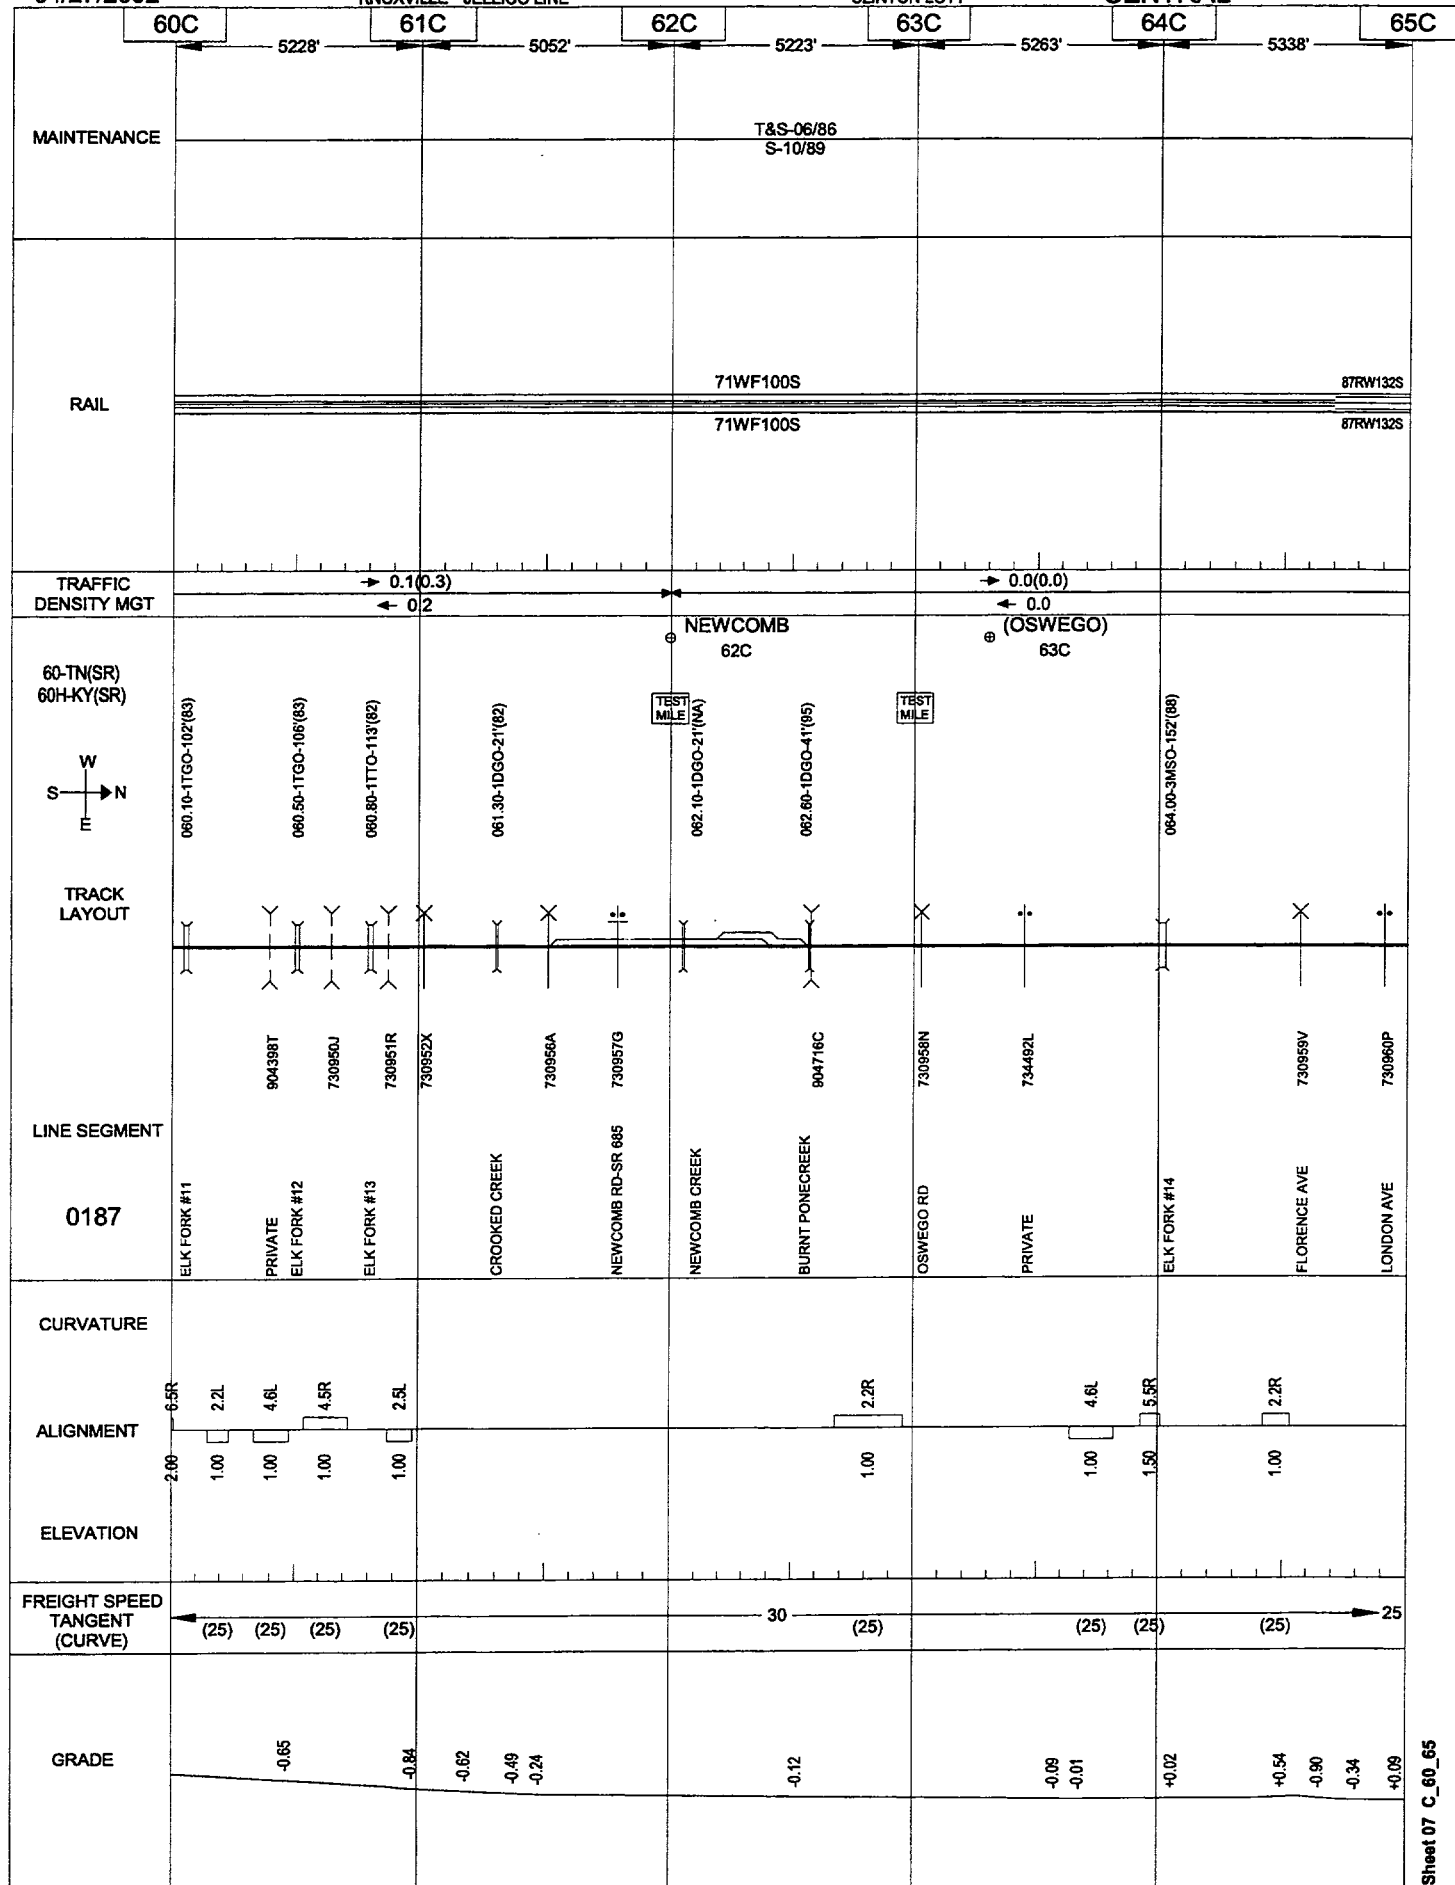 60C 61C 62C 63C 64C 65C
5228' 5052' 5223' 5263' 5338'
MAINTENANCE
T&S-06/86
S-10/89
RAIL
71WF100S
87RW132S
71WF100S
87RW132S
TRAFFIC
DENSITY MGT
→ 0.1(0.3)
← 0.2
→ 0.0(0.0)
← 0.0
NEWCOMB
62C
(OSWEGO)
63C
60-TN(SR)
60H-KY(SR)
TEST
MILE
TEST
MILE
W
S N
E
060.10-1TGO-102'(83)
060.50-1TGO-106'(83)
060.80-1TTO-113'(82)
061.30-1DGO-21'(82)
062.10-1DGO-21'(NA)
062.60-1DGO-41'(95)
064.00-3MSO-152'(88)
TRACK
LAYOUT
904398T
730950J
730951R
730952X
730956A
730957G
904716C
730958N
734492L
730959V
730960P
LINE SEGMENT
0187
ELK FORK #11
PRIVATE
ELK FORK #12
ELK FORK #13
CROOKED CREEK
NEWCOMB RD-SR 685
NEWCOMB CREEK
BURNT PONECREEK
OSWEGO RD
PRIVATE
ELK FORK #14
FLORENCE AVE
LONDON AVE
CURVATURE
6.5R 2.2L 4.6L 4.5R 2.5L 2.2R 4.6L 5.5R 2.2R
ALIGNMENT
2.00 1.00 1.00 1.00 1.00 1.00 1.00 1.50 1.00
ELEVATION
FREIGHT SPEED
TANGENT
(CURVE)
30 25
(25) (25) (25) (25) (25) (25) (25) (25)
GRADE
-0.65 -0.84 -0.62 -0.49 -0.24 -0.12 -0.09 -0.01 +0.02 +0.54 -0.90 -0.34 +0.09
Sheet 07 C_60_65